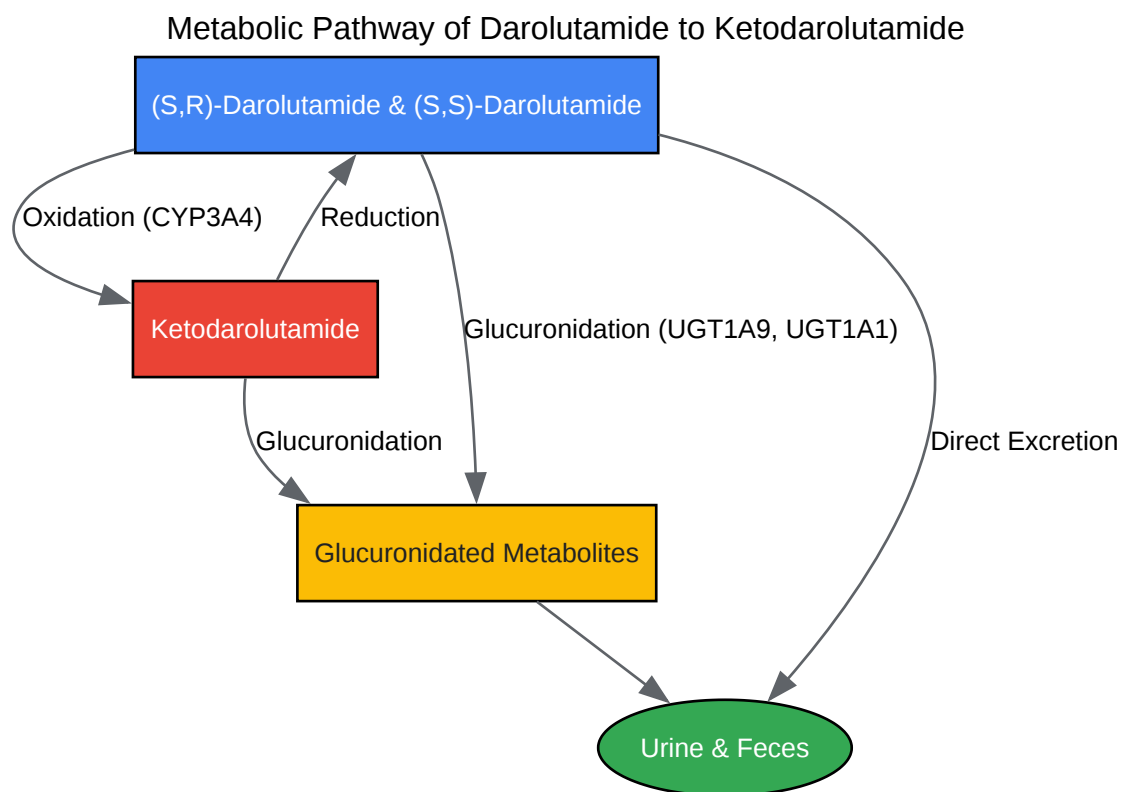 Metabolic Pathway of Darolutamide to Ketodarolutamide
(S,R)-Darolutamide & (S,S)-Darolutamide
Oxidation (CYP3A4)
Reduction
Ketodarolutamide
Glucuronidation (UGT1A9, UGT1A1)
Glucuronidation
Direct Excretion
Glucuronidated Metabolites
Urine & Feces